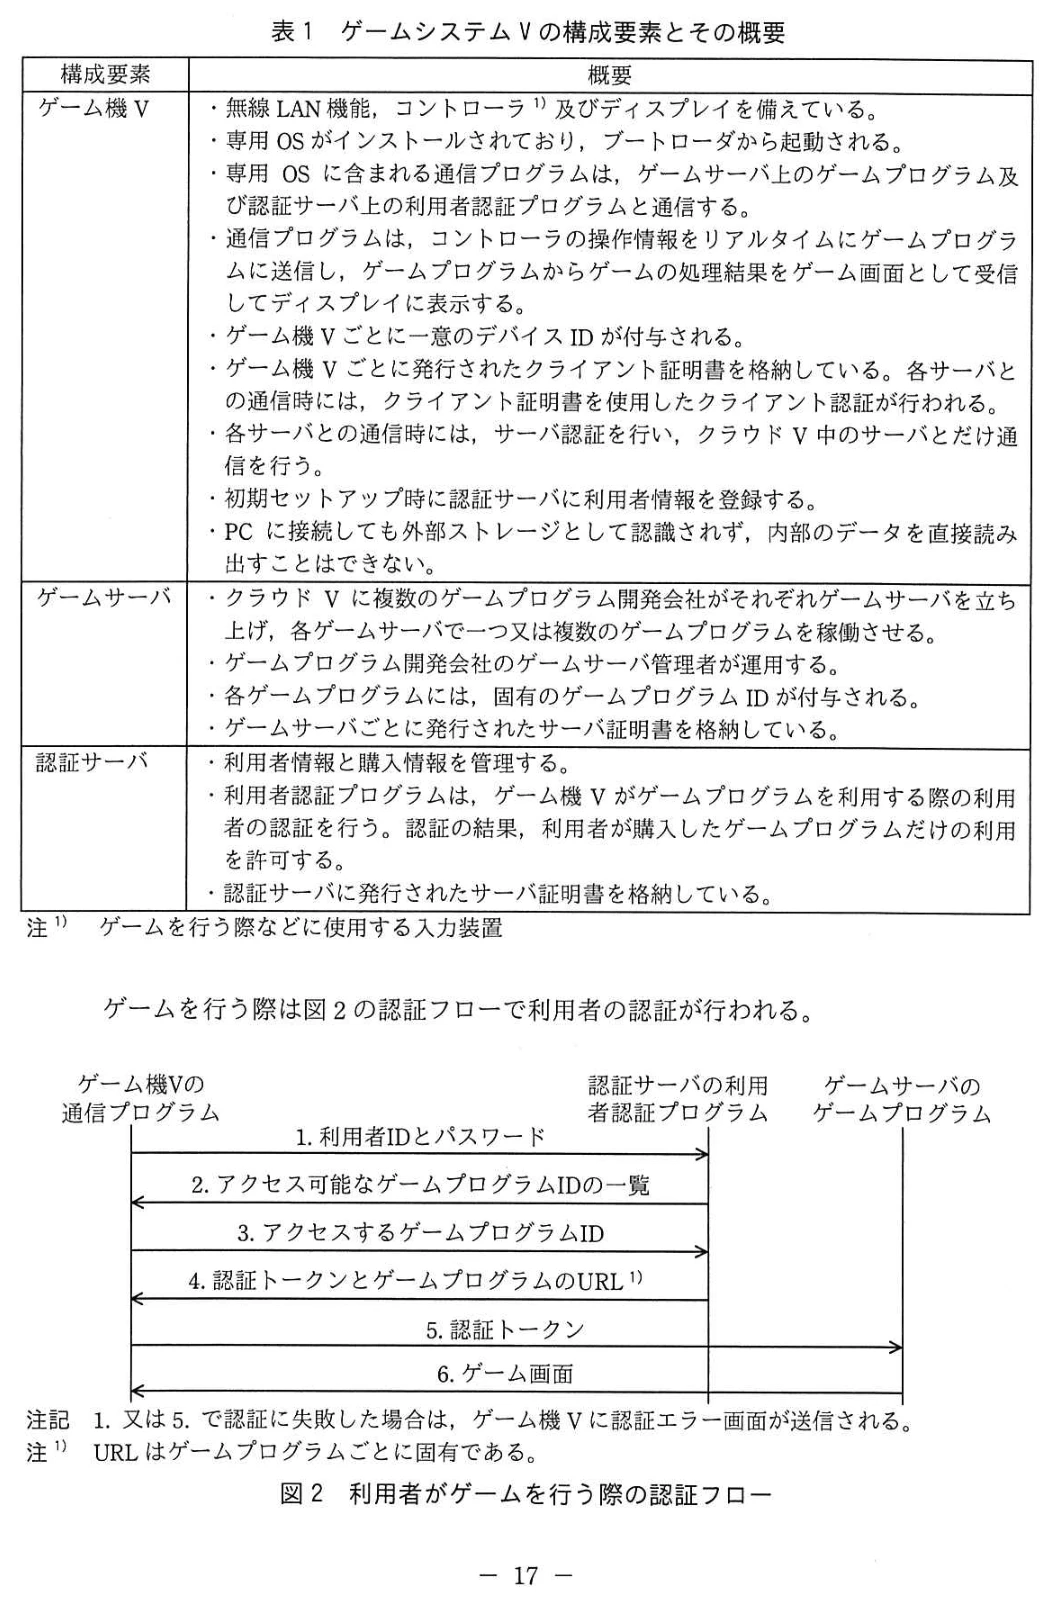 表1 ゲームシステムVの構成要素とその概要
構成要素 概要
ゲーム機 V ・無線 LAN 機能，コントローラ 1) 及びディスプレイを備えている。
・専用 OS がインストールされており，ブートローダから起動される。
・専用 OS に含まれる通信プログラムは，ゲームサーバ上のゲームプログラム及
び認証サーバ上の利用者認証プログラムと通信する。
・通信プログラムは，コントローラの操作情報をリアルタイムにゲームプログラ
ムに送信し，ゲームプログラムからゲームの処理結果をゲーム画面として受信
してディスプレイに表示する。
・ゲーム機 V ごとに一意のデバイス ID が付与される。
・ゲーム機 V ごとに発行されたクライアント証明書を格納している。各サーバと
の通信時には，クライアント証明書を使用したクライアント認証が行われる。
・各サーバとの通信時には，サーバ認証を行い，クラウド V 中のサーバとだけ通
信を行う。
・初期セットアップ時に認証サーバに利用者情報を登録する。
・PC に接続しても外部ストレージとして認識されず，内部のデータを直接読み
出すことはできない。
ゲームサーバ ・クラウド V に複数のゲームプログラム開発会社がそれぞれゲームサーバを立ち
上げ，各ゲームサーバで一つ又は複数のゲームプログラムを稼働させる。
・ゲームプログラム開発会社のゲームサーバ管理者が運用する。
・各ゲームプログラムには，固有のゲームプログラム ID が付与される。
・ゲームサーバごとに発行されたサーバ証明書を格納している。
認証サーバ ・利用者情報と購入情報を管理する。
・利用者認証プログラムは，ゲーム機 V がゲームプログラムを利用する際の利用
者の認証を行う。認証の結果，利用者が購入したゲームプログラムだけの利用
を許可する。
・認証サーバに発行されたサーバ証明書を格納している。
注 1) ゲームを行う際などに使用する入力装置
ゲームを行う際は図 2 の認証フローで利用者の認証が行われる。
ゲーム機Vの 認証サーバの利用 ゲームサーバの
通信プログラム 者認証プログラム ゲームプログラム
1. 利用者IDとパスワード
2. アクセス可能なゲームプログラムIDの一覧
3. アクセスするゲームプログラムID
4. 認証トークンとゲームプログラムのURL 1)
5. 認証トークン
6. ゲーム画面
注記 1. 又は 5. で認証に失敗した場合は，ゲーム機 V に認証エラー画面が送信される。
注 1) URL はゲームプログラムごとに固有である。
図2 利用者がゲームを行う際の認証フロー
－ 17 －